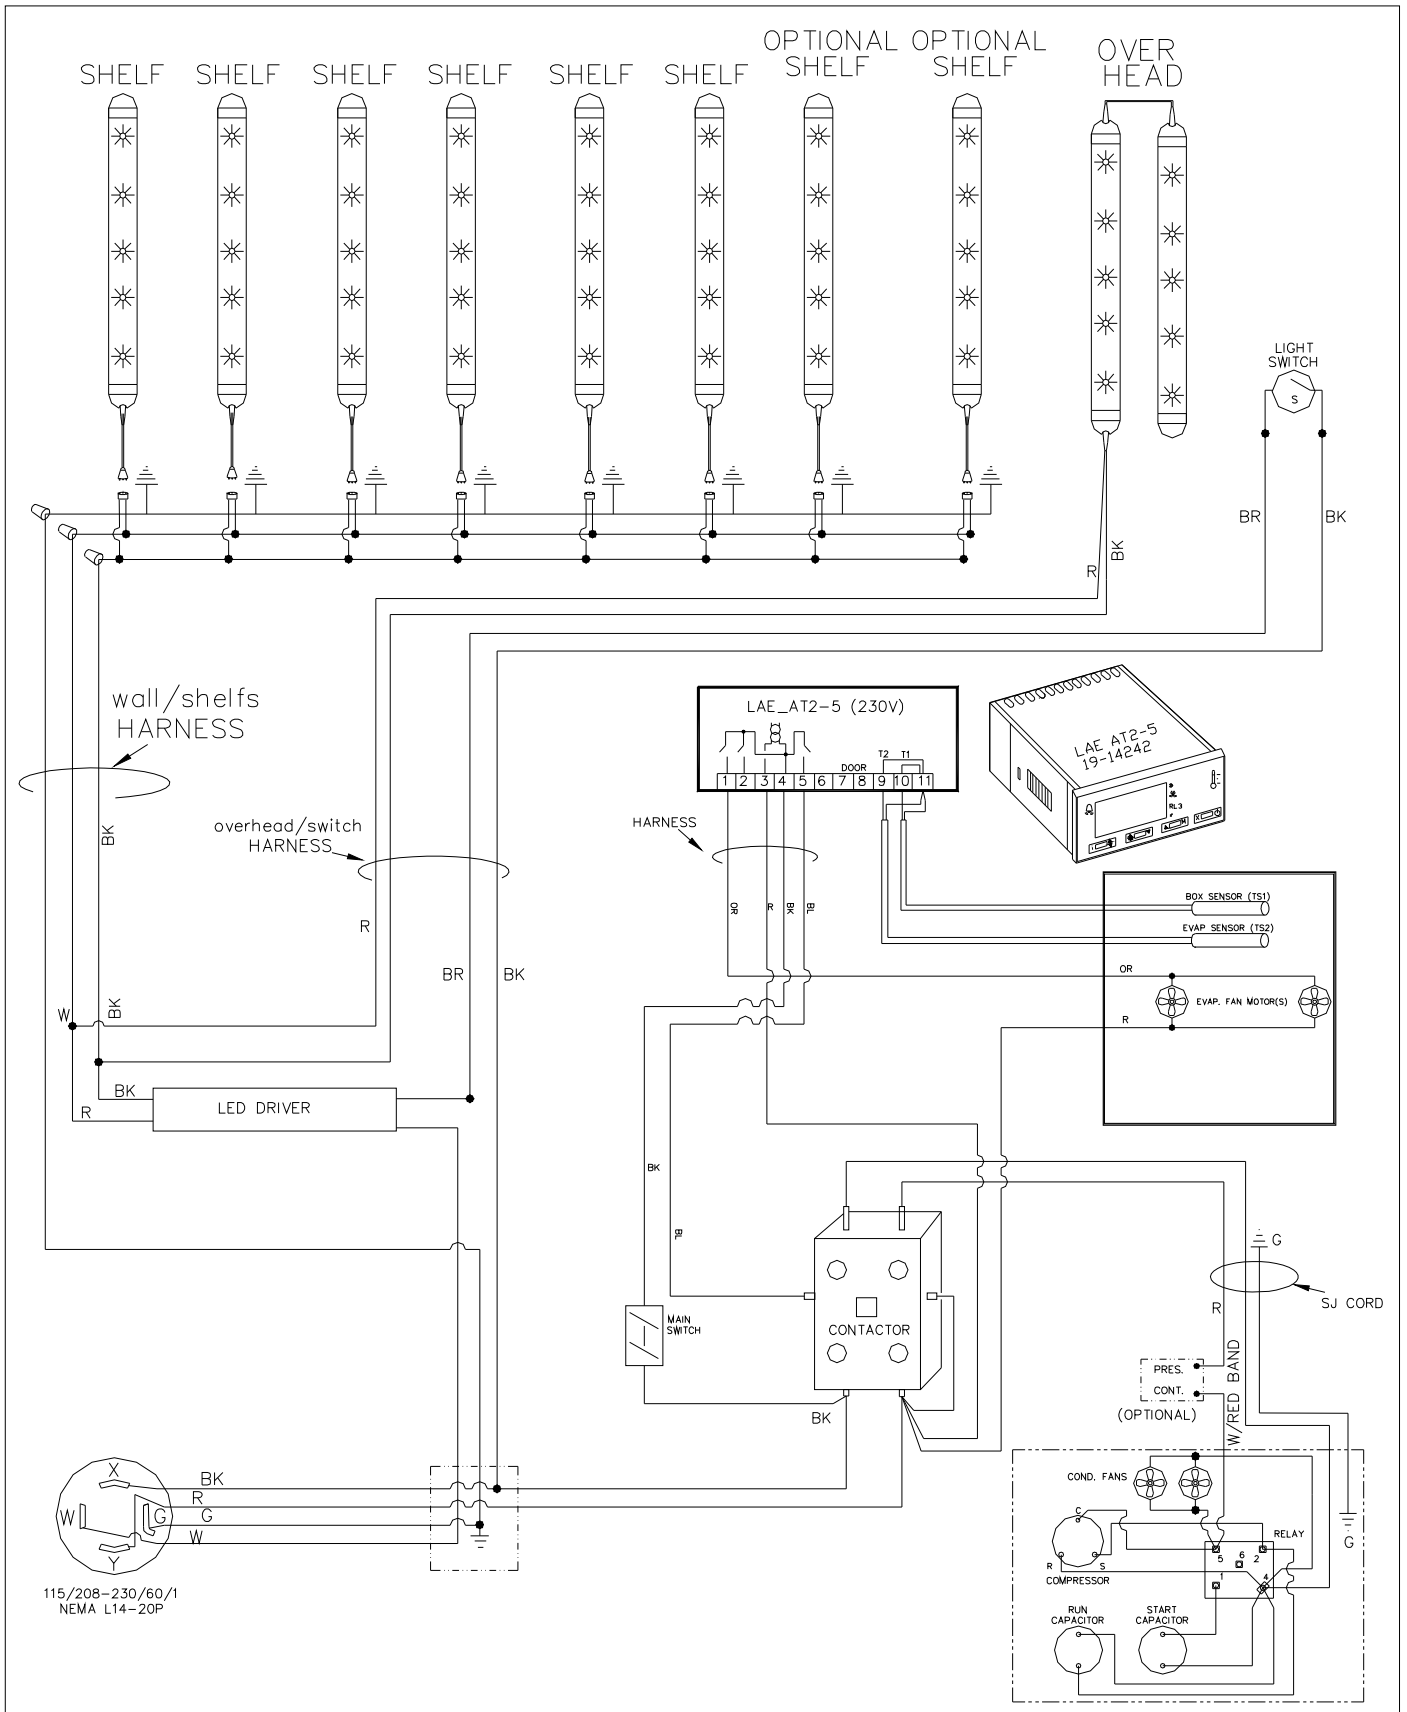 SHELF
SHELF
SHELF
SHELF
SHELF
SHELF
OPTIONAL
SHELF
OPTIONAL
SHELF
OVER
HEAD
LIGHT
SWITCH
S
BR
BK
R
BK
wall/shelfs
HARNESS
BK
overhead/switch
HARNESS
R
BR
BK
W
BK
BK
R
LED DRIVER
LAE_AT2-5 (230V)
T2
T1
DOOR
1 2 3 4 5 6 7 8 9 10 11
HARNESS
OR
R
BK
BL
LAE AT2-5
19-14242
RL3
BOX SENSOR (TS1)
EVAP SENSOR (TS2)
OR
EVAP. FAN MOTOR(S)
R
BK
BL
MAIN
SWITCH
CONTACTOR
BK
G
SJ CORD
R
W/RED BAND
PRES.
CONT.
(OPTIONAL)
COND. FANS
G
C
R
S
COMPRESSOR
RELAY
5
6
2
1
4
RUN
CAPACITOR
START
CAPACITOR
X
W
G
Y
BK
R
G
W
115/208-230/60/1
NEMA L14-20P